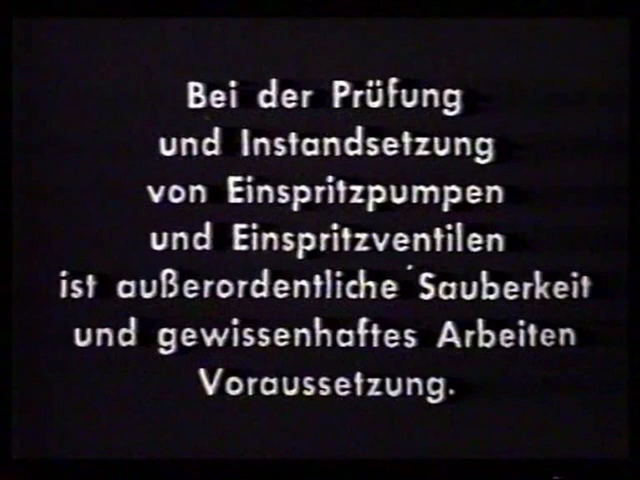 Bei der Prüfung
und Instandsetzung
von Einspritzpumpen
und Einspritzventilen
ist außerordentliche Sauberkeit
und gewissenhaftes Arbeiten
Voraussetzung.